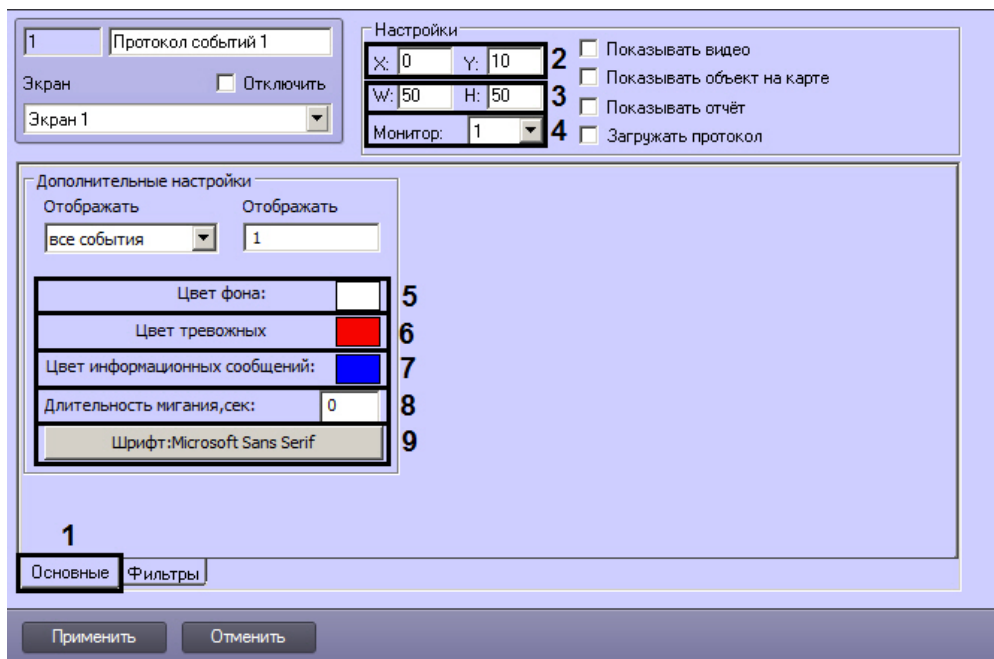 1 Протокол событий 1
Экран Отключить
Экран 1
Настройки
X: 0 Y: 10 2
W: 50 H: 50 3
Монитор: 1 4
Показывать видео
Показывать объект на карте
Показывать отчёт
Загружать протокол
Дополнительные настройки
Отображать Отображать
все события 1
Цвет фона: 5
Цвет тревожных 6
Цвет информационных сообщений: 7
Длительность мигания,сек: 0 8
Шрифт:Microsoft Sans Serif 9
1
Основные Фильтры
Применить Отменить